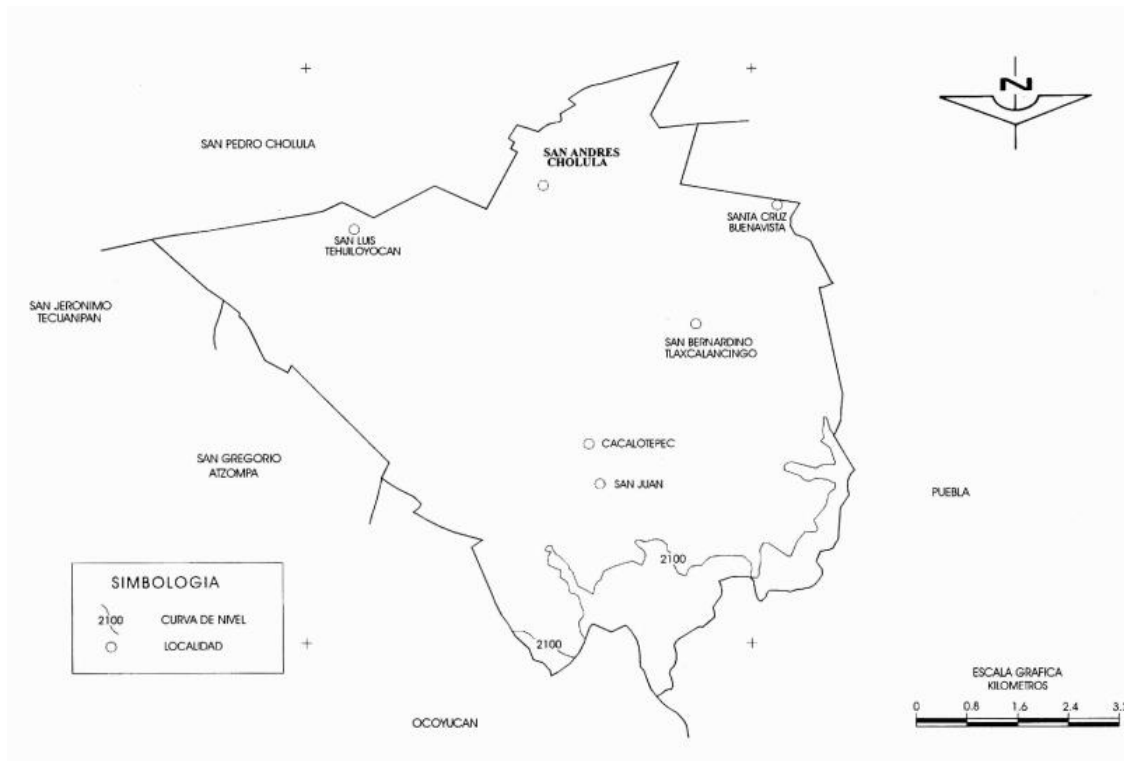 N
SAN PEDRO CHOLULA
SAN ANDRES
CHOLULA
SANTA CRUZ
BUENAVISTA
SAN LUIS
TEHUILOYOCAN
SAN JERONIMO
TECUANIPAN
SAN BERNARDINO
TLAXCALANCINGO
CACALOTEPEC
SAN GREGORIO
ATZOMPA
SAN JUAN
PUEBLA
2100
SIMBOLOGIA
2100 CURVA DE NIVEL
LOCALIDAD
2100
ESCALA GRAFICA
KILOMETROS
0 0.8 1.6 2.4 3.2
OCOYUCAN